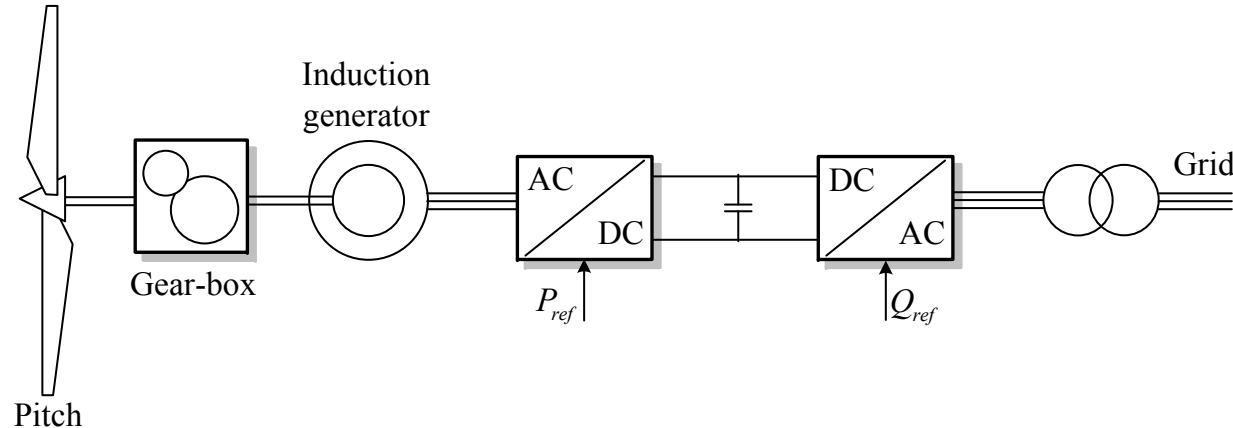 Induction
generator
Grid
AC
DC
DC
AC
Gear-box
P_ref
Q_ref
Pitch